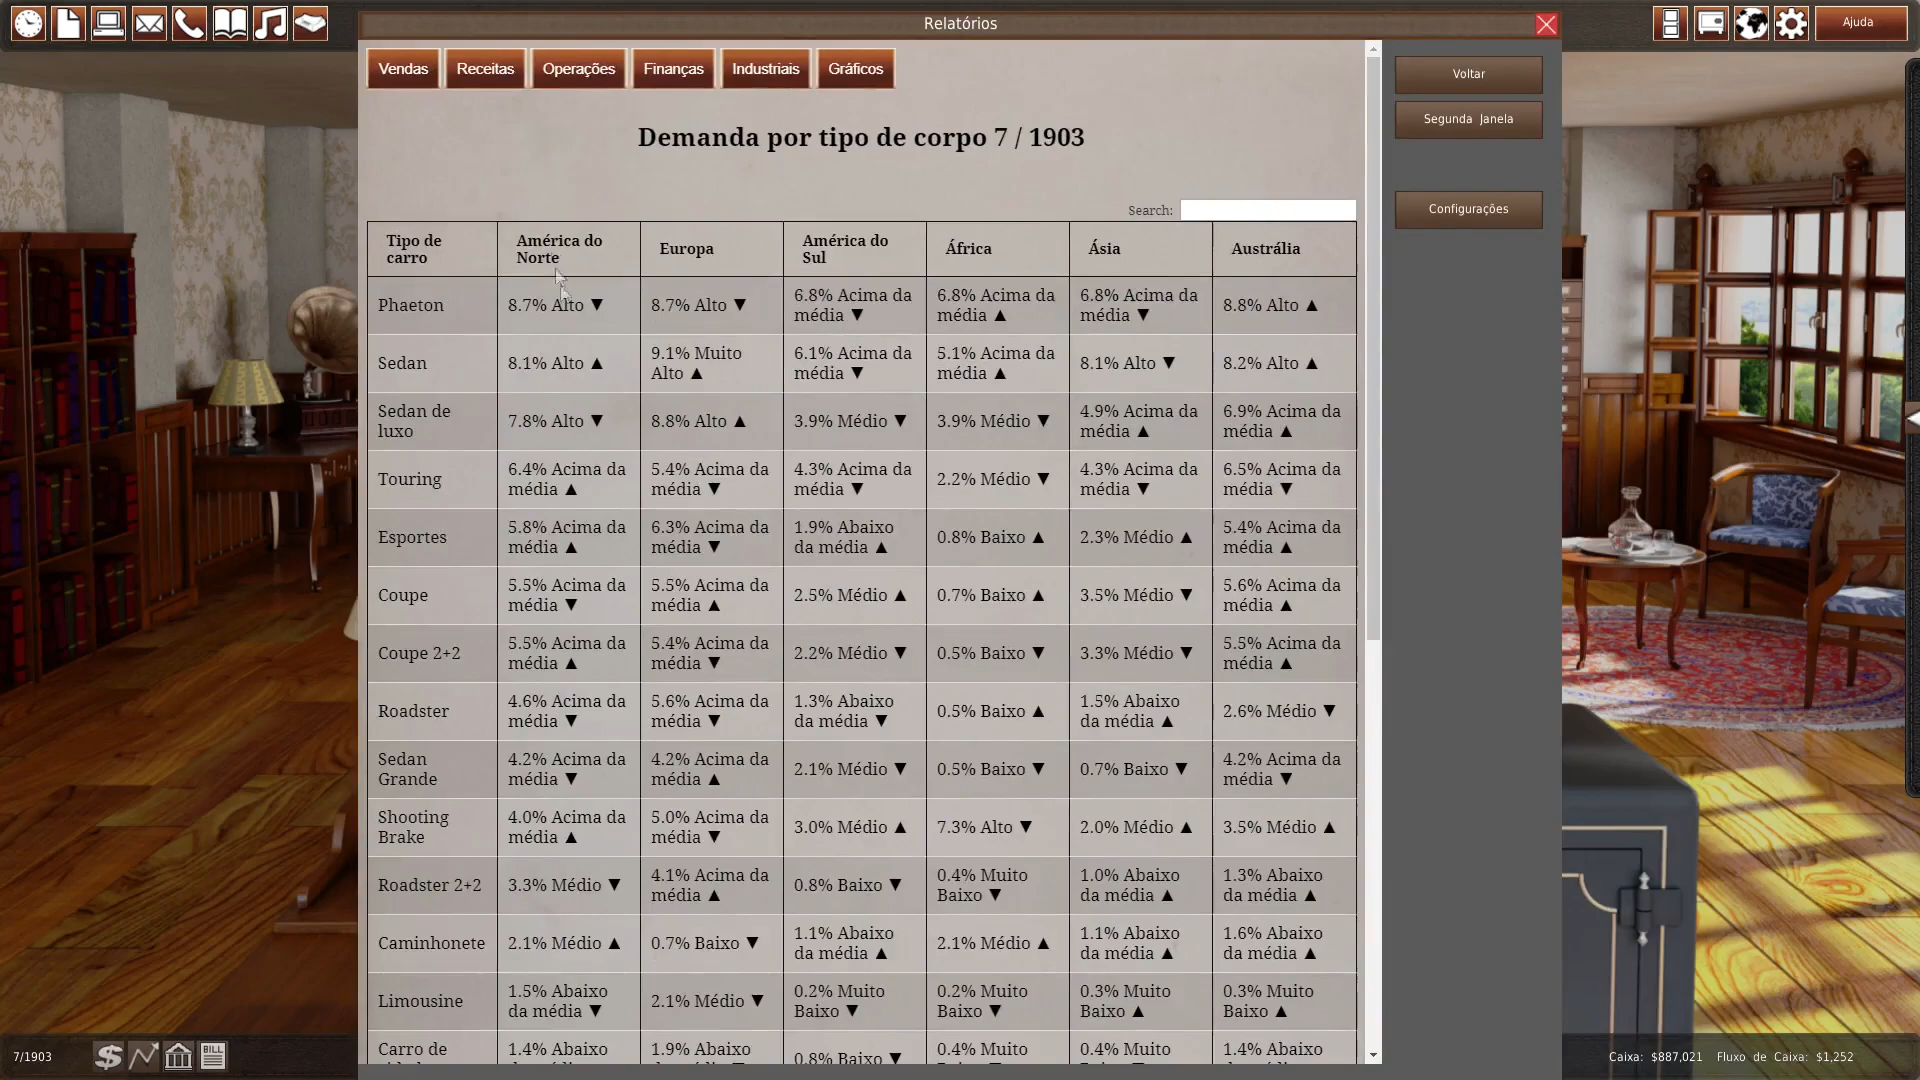 Relatórios
Ajuda
Vendas Receitas Operações Finanças Industriais Gráficos
Voltar
Segunda Janela
Configurações
Demanda por tipo de corpo 7 / 1903
Search:
Tipo de carro América do Norte Europa América do Sul África Ásia Austrália
Phaeton 8.7% Alto ▼ 8.7% Alto ▼ 6.8% Acima da média ▼ 6.8% Acima da média ▲ 6.8% Acima da média ▼ 8.8% Alto ▲
Sedan 8.1% Alto ▲ 9.1% Muito Alto ▲ 6.1% Acima da média ▼ 5.1% Acima da média ▲ 8.1% Alto ▼ 8.2% Alto ▲
Sedan de luxo 7.8% Alto ▼ 8.8% Alto ▲ 3.9% Médio ▼ 3.9% Médio ▼ 4.9% Acima da média ▲ 6.9% Acima da média ▲
Touring 6.4% Acima da média ▲ 5.4% Acima da média ▼ 4.3% Acima da média ▼ 2.2% Médio ▼ 4.3% Acima da média ▼ 6.5% Acima da média ▼
Esportes 5.8% Acima da média ▲ 6.3% Acima da média ▼ 1.9% Abaixo da média ▲ 0.8% Baixo ▲ 2.3% Médio ▲ 5.4% Acima da média ▲
Coupe 5.5% Acima da média ▼ 5.5% Acima da média ▲ 2.5% Médio ▲ 0.7% Baixo ▲ 3.5% Médio ▼ 5.6% Acima da média ▲
Coupe 2+2 5.5% Acima da média ▲ 5.4% Acima da média ▼ 2.2% Médio ▼ 0.5% Baixo ▼ 3.3% Médio ▼ 5.5% Acima da média ▲
Roadster 4.6% Acima da média ▼ 5.6% Acima da média ▼ 1.3% Abaixo da média ▼ 0.5% Baixo ▲ 1.5% Abaixo da média ▲ 2.6% Médio ▼
Sedan Grande 4.2% Acima da média ▼ 4.2% Acima da média ▲ 2.1% Médio ▼ 0.5% Baixo ▼ 0.7% Baixo ▼ 4.2% Acima da média ▼
Shooting Brake 4.0% Acima da média ▲ 5.0% Acima da média ▼ 3.0% Médio ▲ 7.3% Alto ▼ 2.0% Médio ▲ 3.5% Médio ▲
Roadster 2+2 3.3% Médio ▼ 4.1% Acima da média ▲ 0.8% Baixo ▼ 0.4% Muito Baixo ▼ 1.0% Abaixo da média ▲ 1.3% Abaixo da média ▲
Caminhonete 2.1% Médio ▲ 0.7% Baixo ▼ 1.1% Abaixo da média ▲ 2.1% Médio ▲ 1.1% Abaixo da média ▲ 1.6% Abaixo da média ▲
Limousine 1.5% Abaixo da média ▼ 2.1% Médio ▼ 0.2% Muito Baixo ▼ 0.2% Muito Baixo ▼ 0.3% Muito Baixo ▲ 0.3% Muito Baixo ▲
Carro de 1.4% Abaixo 1.9% Abaixo 0.8% Baixo ▼ 0.4% Muito 0.4% Muito 1.4% Abaixo
7/1903
BILL
Caixa: $887,021 Fluxo de Caixa: $1,252